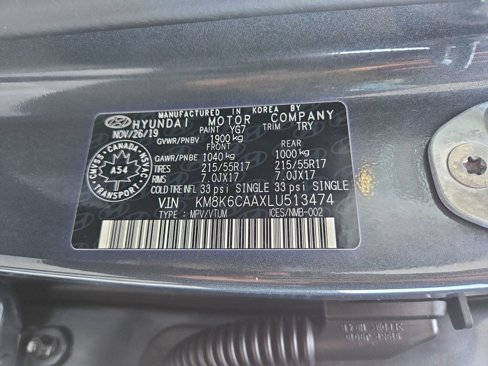 MANUFACTURED IN KOREA BY
HYUNDAI MOTOR COMPANY
NOV/26/19 PAINT YG7 TRIM TRY
GVWR/PNBV 1900 kg
FRONT REAR
GAWR/PNBE 1040 kg 1000 kg
TIRES 215/55R17 215/55R17
RIMS 7.0JX17 7.0JX17
COLD TIRE INFL 33 psi SINGLE 33 psi SINGLE
VIN KM8K6CAAXLU513474
TYPE : MPV/VTUM ICES/NMB-002
CMVSS - CANADA - NSVAC
A54
TRANSPORT